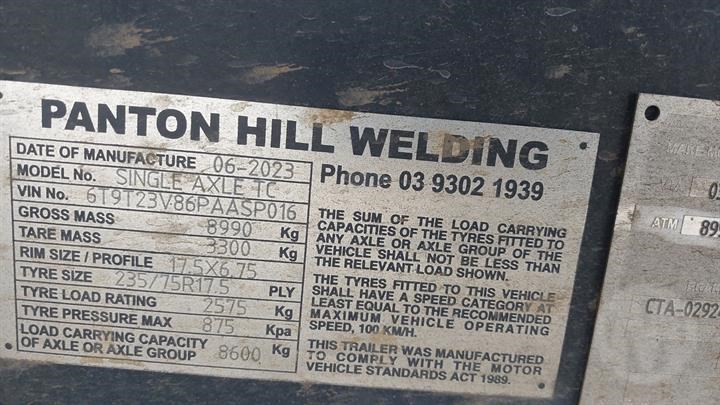 PANTON HILL WELDING
DATE OF MANUFACTURE 06-2023
MODEL No. SINGLE AXLE TC
VIN No. 6T9T23V86PAASP016
GROSS MASS 8990 Kg
TARE MASS 3300 Kg
RIM SIZE / PROFILE 17.5X6.75
TYRE SIZE 235/75R17.5 PLY
TYRE LOAD RATING 2575 Kg
TYRE PRESSURE MAX 875 Kpa
LOAD CARRYING CAPACITY
OF AXLE OR AXLE GROUP 8600 Kg
Phone 03 9302 1939
THE SUM OF THE LOAD CARRYING
CAPACITIES OF THE TYRES FITTED TO
ANY AXLE OR AXLE GROUP OF THE
VEHICLE SHALL NOT BE LESS THAN
THE RELEVANT LOAD SHOWN.
THE TYRES FITTED TO THIS VEHICLE
SHALL HAVE A SPEED CATEGORY AT
LEAST EQUAL TO THE RECOMMENDED
MAXIMUM VEHICLE OPERATING
SPEED, 100 KM/H.
THIS TRAILER WAS MANUFACTURED
TO COMPLY WITH THE MOTOR
VEHICLE STANDARDS ACT 1989.
ATM 899
CTA-0292